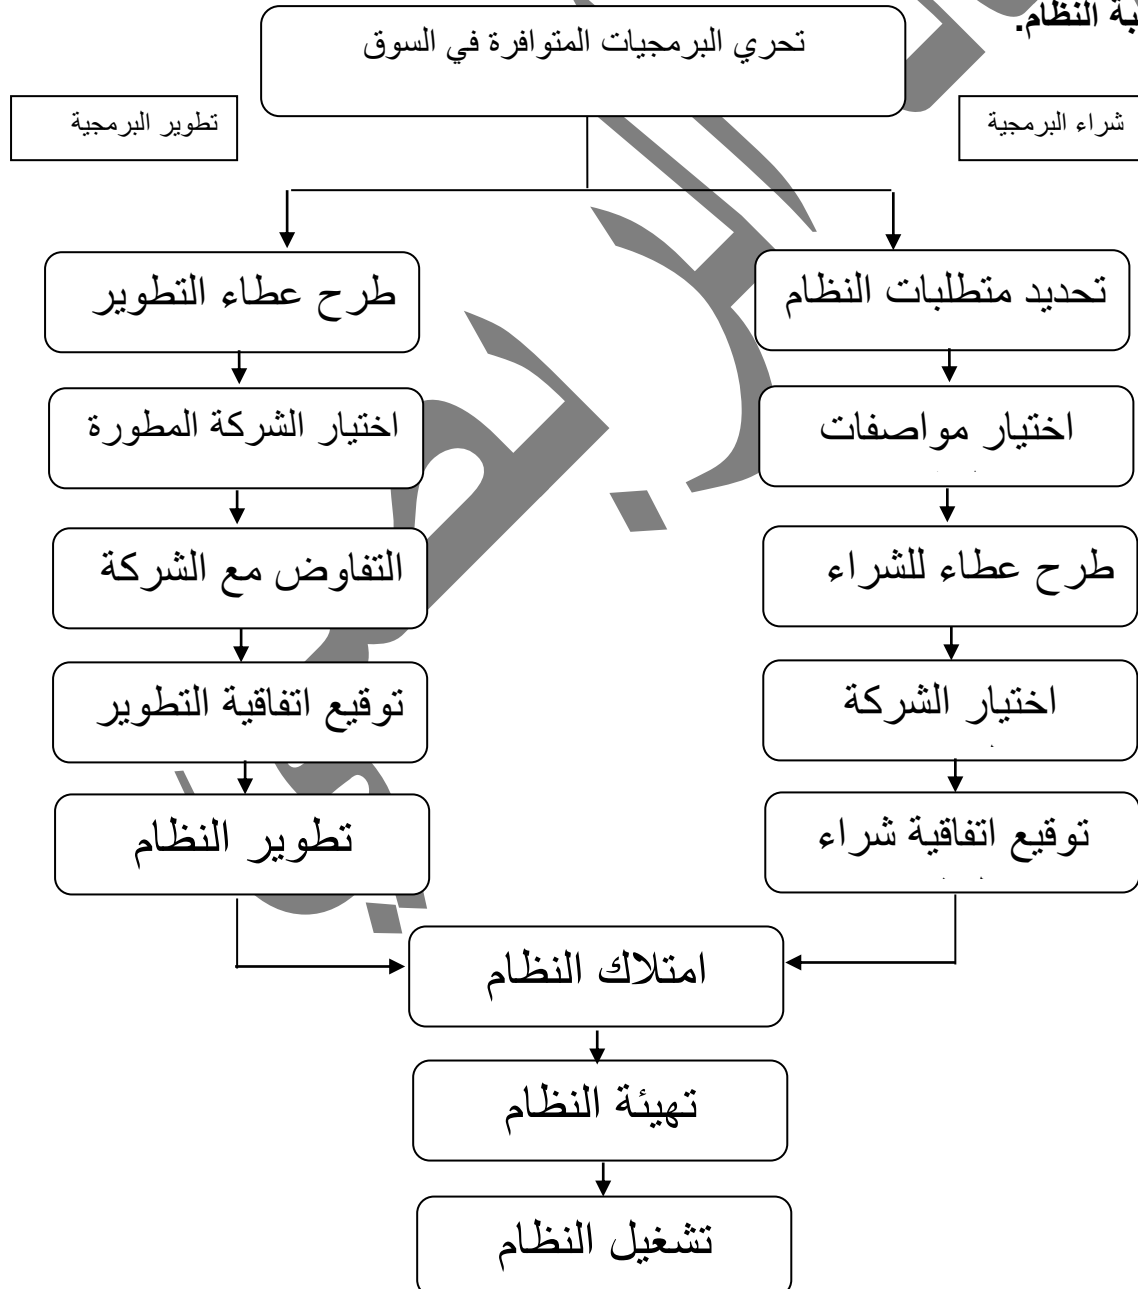 النظام.
تحري البرمجيات المتوافرة في السوق
شراء البرمجية
تطوير البرمجية
تحديد متطلبات النظام
اختيار مواصفات
طرح عطاء للشراء
اختيار الشركة
توقيع اتفاقية شراء
طرح عطاء التطوير
اختيار الشركة المطورة
التفاوض مع الشركة
توقيع اتفاقية التطوير
تطوير النظام
امتلاك النظام
تهيئة النظام
تشغيل النظام